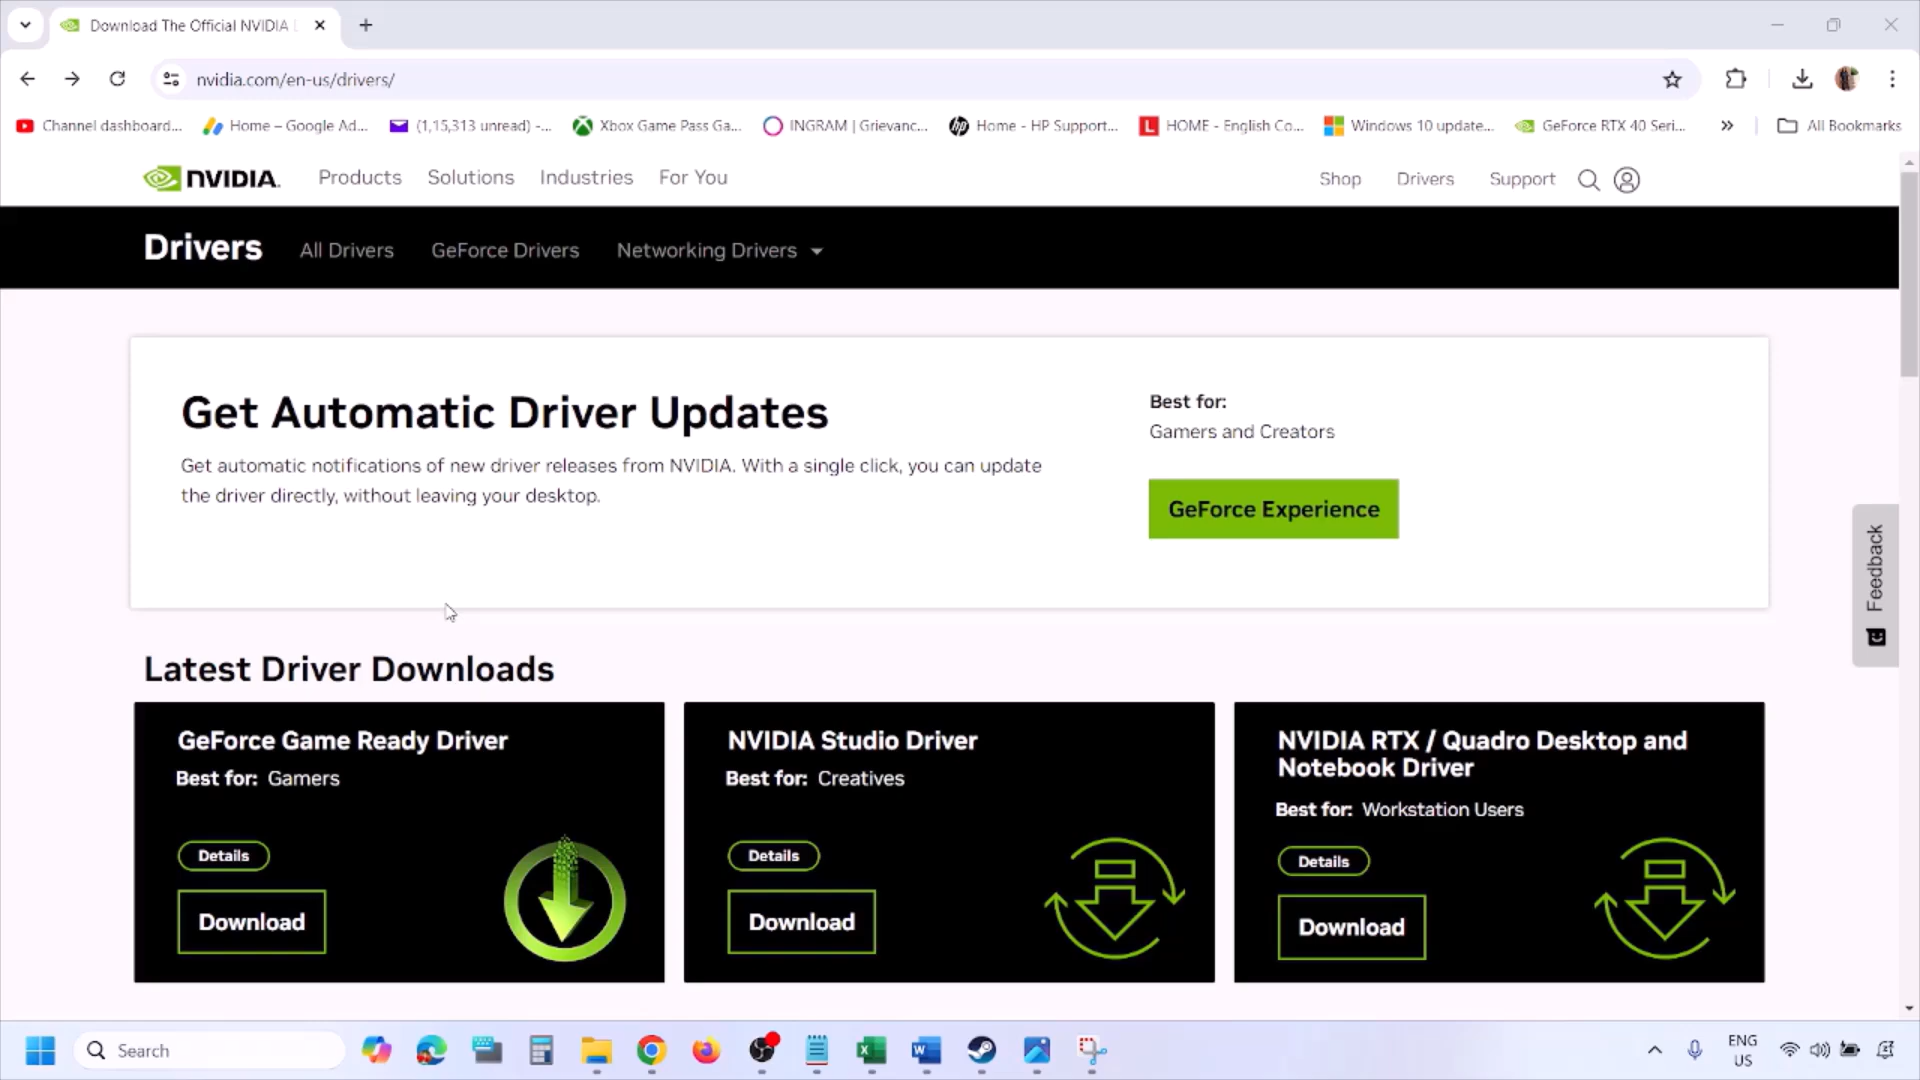 Download The Official NVIDIA
nvidia.com/en-us/drivers/
Channel dashboard...
Home – Google Ad...
(1,15,313 unread) -...
Xbox Game Pass Ga...
INGRAM | Grievanc...
Home - HP Support...
HOME - English Co...
Windows 10 update...
GeForce RTX 40 Seri...
All Bookmarks
NVIDIA.
Products
Solutions
Industries
For You
Shop
Drivers
Support
Drivers
All Drivers
GeForce Drivers
Networking Drivers
Get Automatic Driver Updates
Get automatic notifications of new driver releases from NVIDIA. With a single click, you can update
the driver directly, without leaving your desktop.
Best for:
Gamers and Creators
GeForce Experience
Feedback
Latest Driver Downloads
GeForce Game Ready Driver
Best for: Gamers
Details
Download
NVIDIA Studio Driver
Best for: Creatives
Details
Download
NVIDIA RTX / Quadro Desktop and
Notebook Driver
Best for: Workstation Users
Details
Download
Search
ENG
US